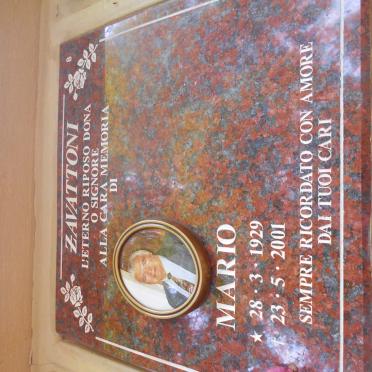 ZAVATTONI
L'ETERNO RIPOSO DONA
O SIGNORE
ALLA CARA MEMORIA
DI
MARIO
★ 28·3·1929
23·5·2001
SEMPRE RICORDATO CON AMORE
DAI TUOI CARI